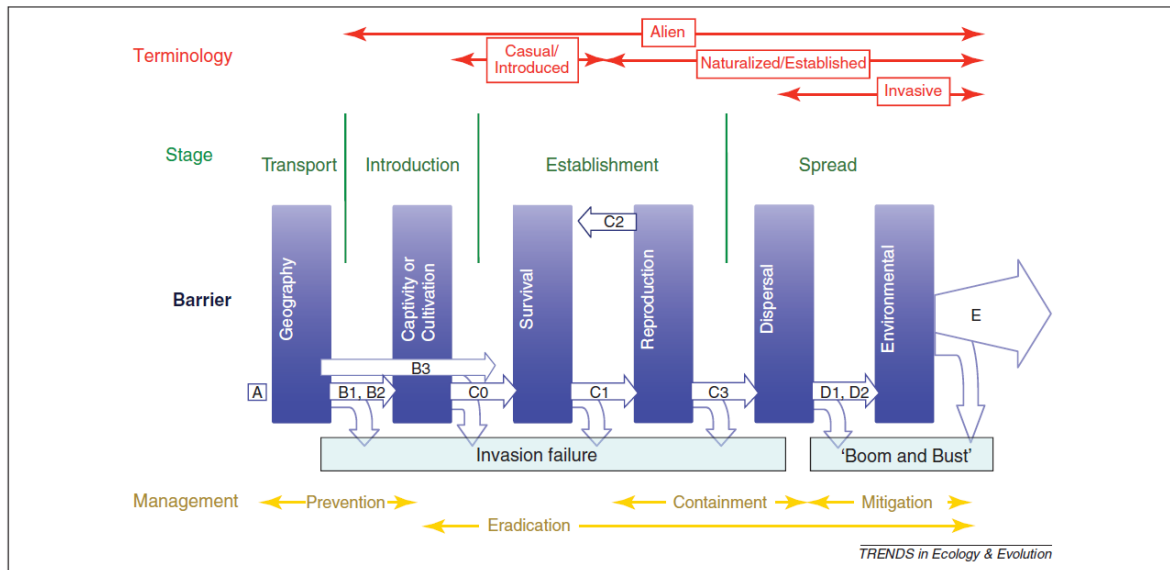 Terminology
Alien
Casual/
Introduced
Naturalized/Established
Invasive
Stage
Transport
Introduction
Establishment
Spread
Barrier
Geography
Captivity or
Cultivation
Survival
Reproduction
Dispersal
Environmental
C2
E
B3
A
B1, B2
C0
C1
C3
D1, D2
Invasion failure
'Boom and Bust'
Management
Prevention
Containment
Mitigation
Eradication
TRENDS in Ecology & Evolution